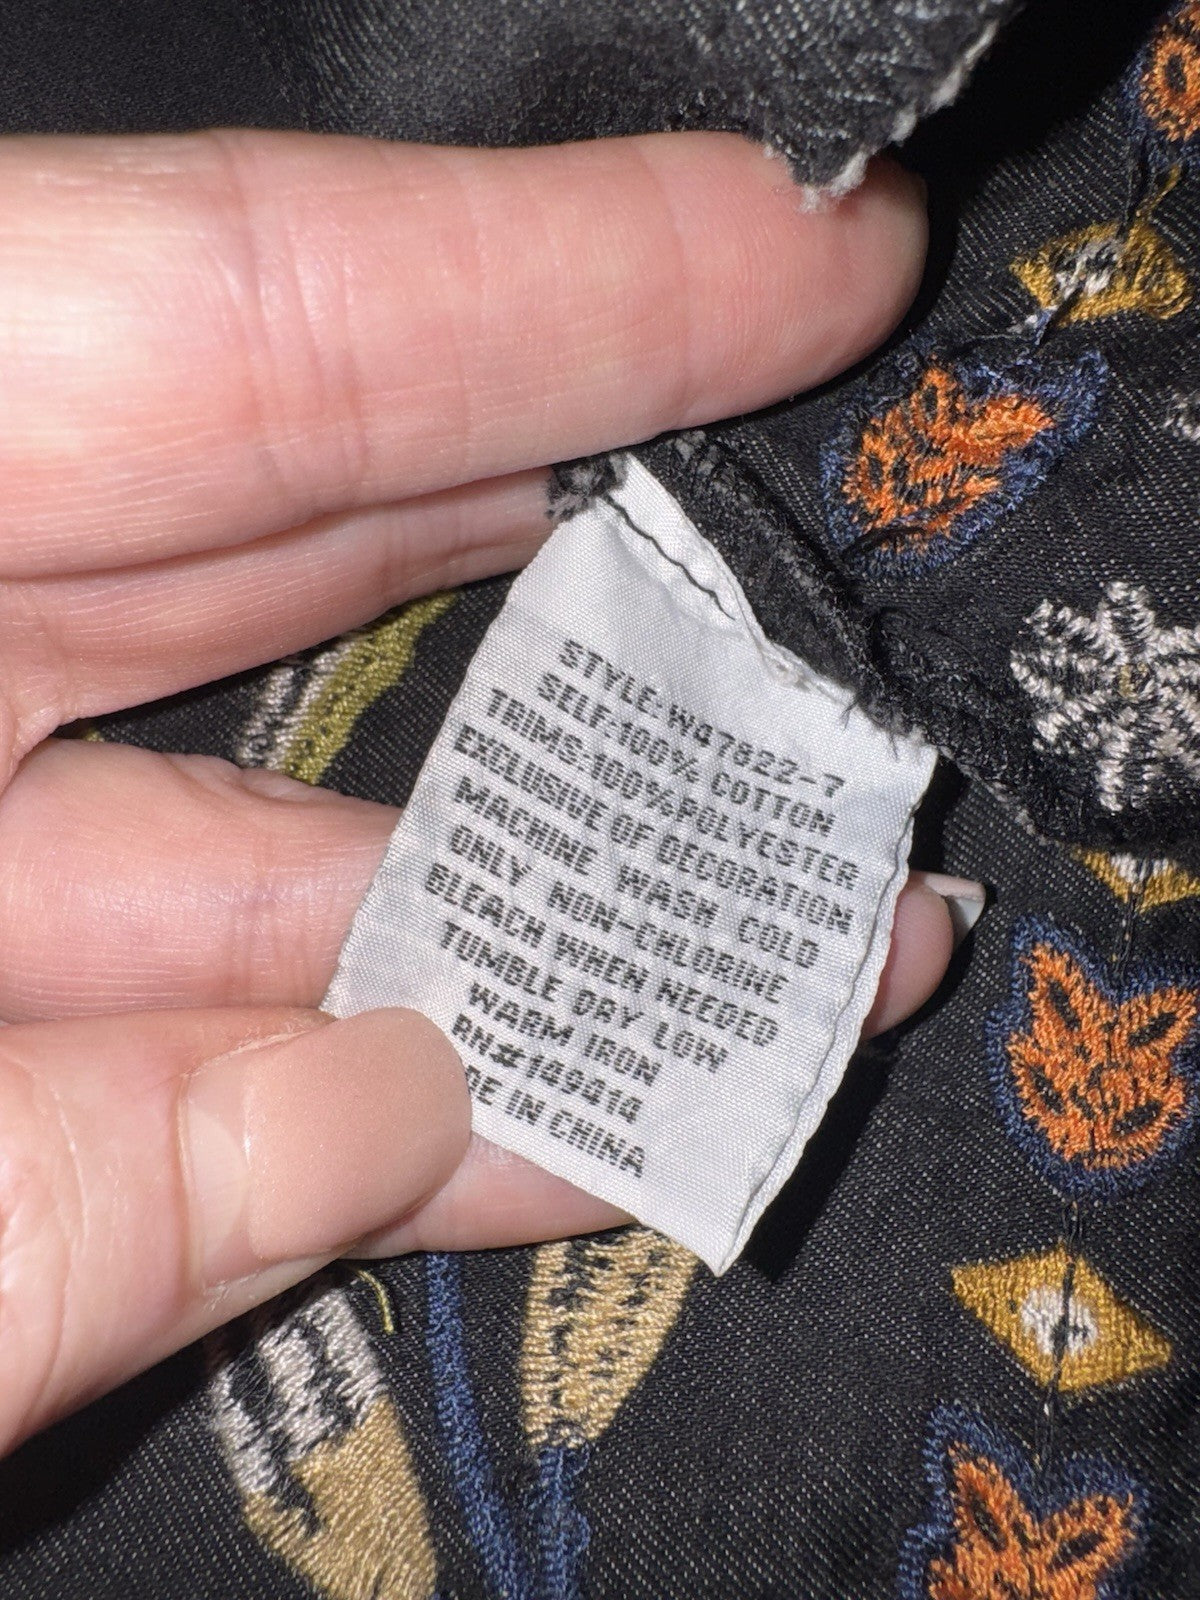 STYLE:W47822-7
SELF:100% COTTON
TRIMS:100%POLYESTER
EXCLUSIVE OF DECORATION
MACHINE WASH COLD
ONLY NON-CHLORINE
BLEACH WHEN NEEDED
TUMBLE DRY LOW
WARM IRON
RN#149414
DE IN CHINA